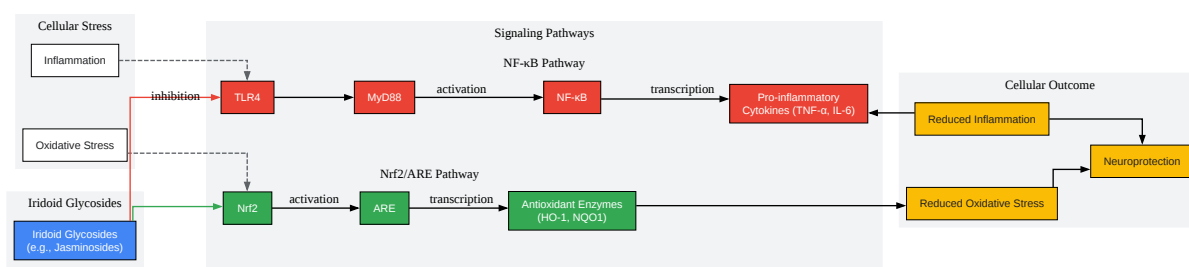 Cellular Stress
Inflammation
Oxidative Stress
Iridoid Glycosides
Iridoid Glycosides
(e.g., Jasminosides)
Signaling Pathways
NF-κB Pathway
inhibition
TLR4
MyD88
activation
NF-κB
transcription
Pro-inflammatory
Cytokines (TNF-α, IL-6)
Nrf2/ARE Pathway
Nrf2
activation
ARE
transcription
Antioxidant Enzymes
(HO-1, NQO1)
Cellular Outcome
Reduced Inflammation
Neuroprotection
Reduced Oxidative Stress